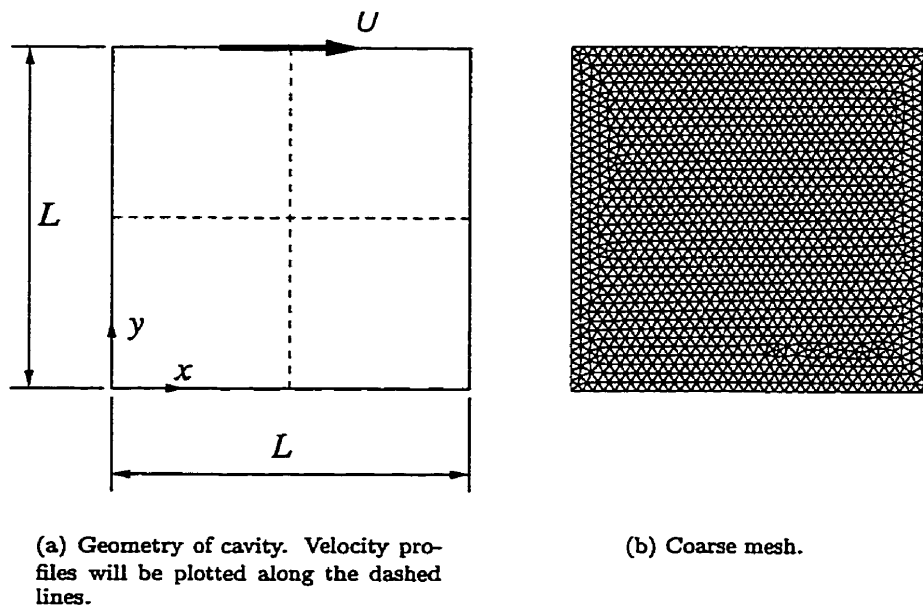 U
L
y
x
L
(a) Geometry of cavity. Velocity pro-
files will be plotted along the dashed
lines.
(b) Coarse mesh.